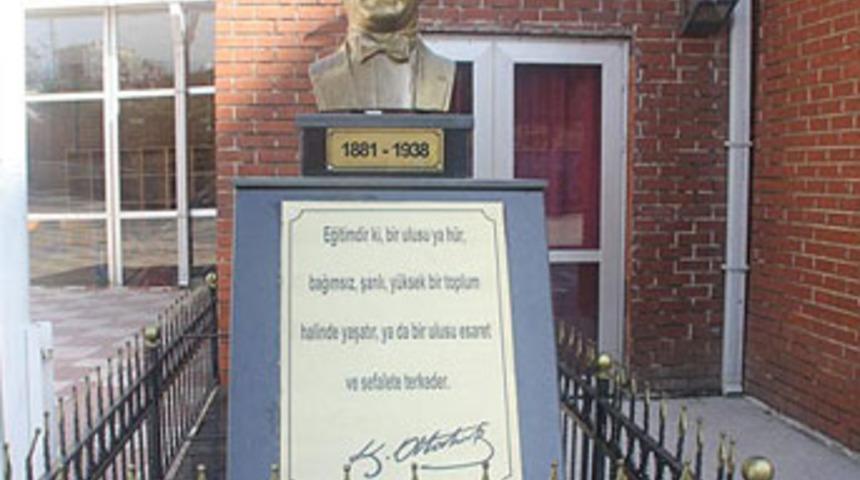 1881 - 1938
Eğitimdir ki, bir ulusu ya hür,
bağımsız, şanlı, yüksek bir toplum
halinde yaşatır, ya da bir ulusu esaret
ve sefalete terkeder.
K. Atatürk